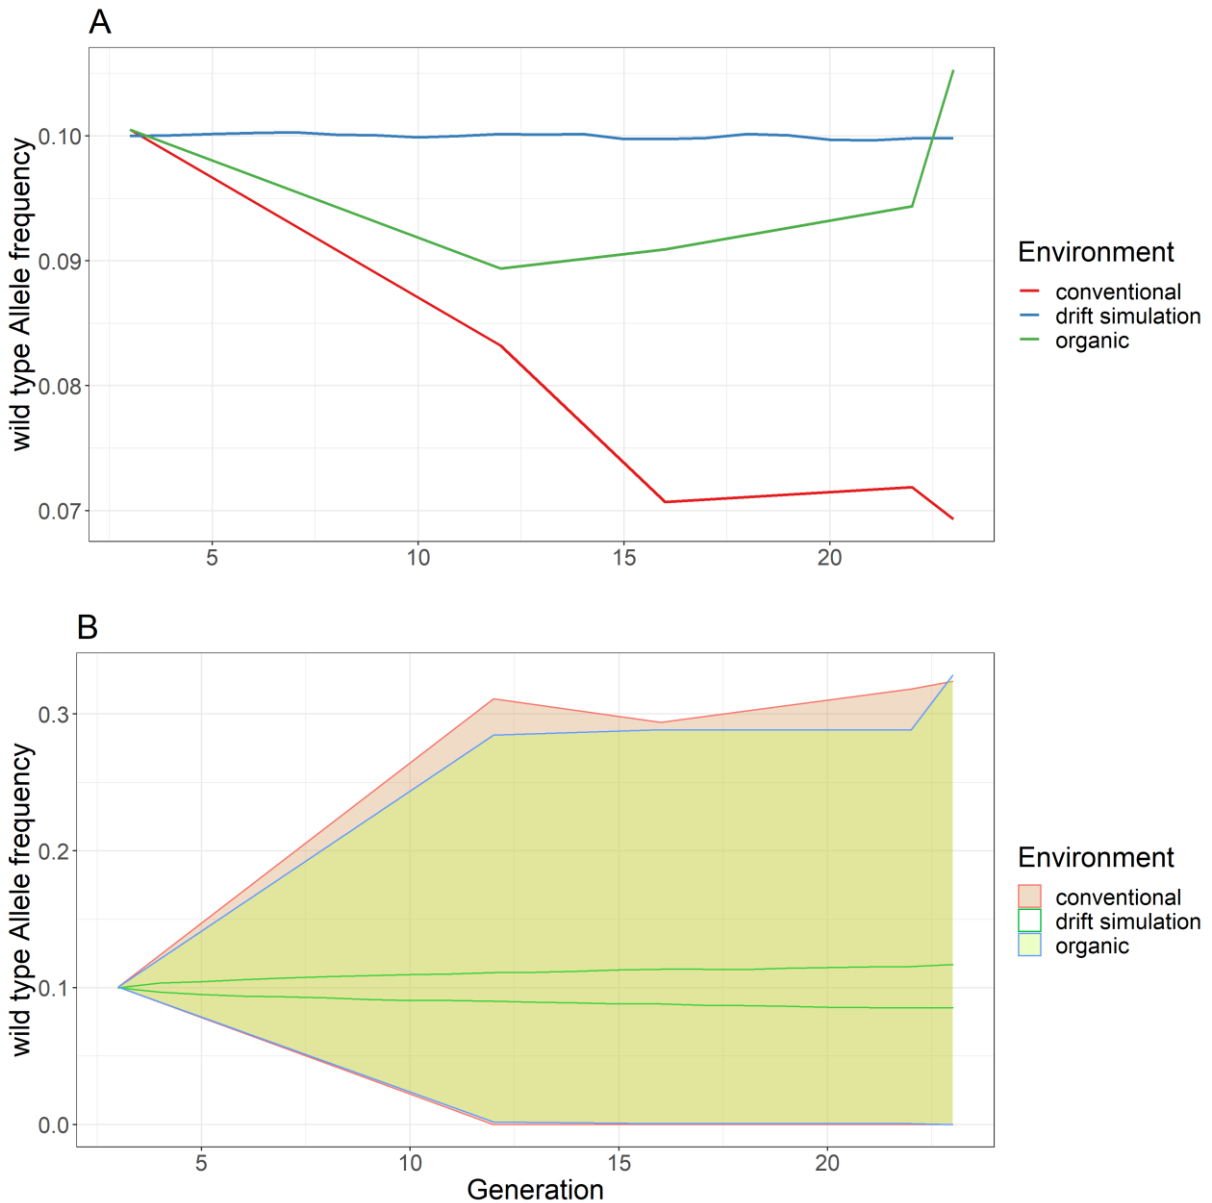 A
wild type Allele frequency
0.10
0.09
0.08
0.07
5
10
15
20
Environment
conventional
drift simulation
organic
B
wild type Allele frequency
0.3
0.2
0.1
0.0
5
10
15
20
Generation
Environment
conventional
drift simulation
organic